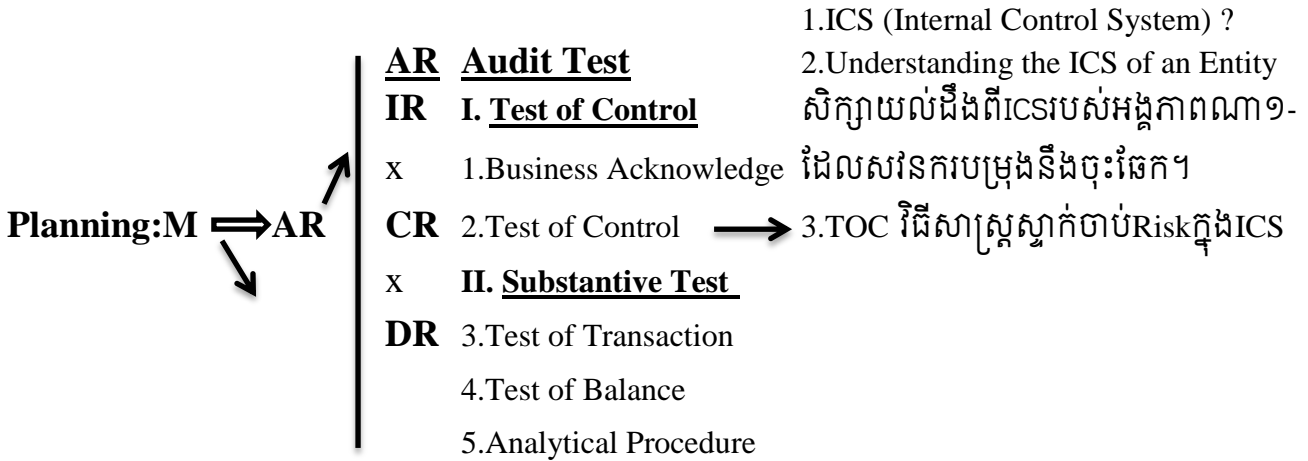 1.ICS (Internal Control System) ?
AR Audit Test 2.Understanding the ICS of an Entity
IR I. Test of Control សិក្សាយល់ដឹងពីICSរបស់អង្គភាពណា១-
x 1.Business Acknowledge ដែលសវនករបម្រុងនឹងចុះឆែក។
Planning:M AR CR 2.Test of Control 3.TOC វិធីសាស្ត្រស្ទាក់ចាប់Riskក្នុងICS
x II. Substantive Test
DR 3.Test of Transaction
4.Test of Balance
5.Analytical Procedure